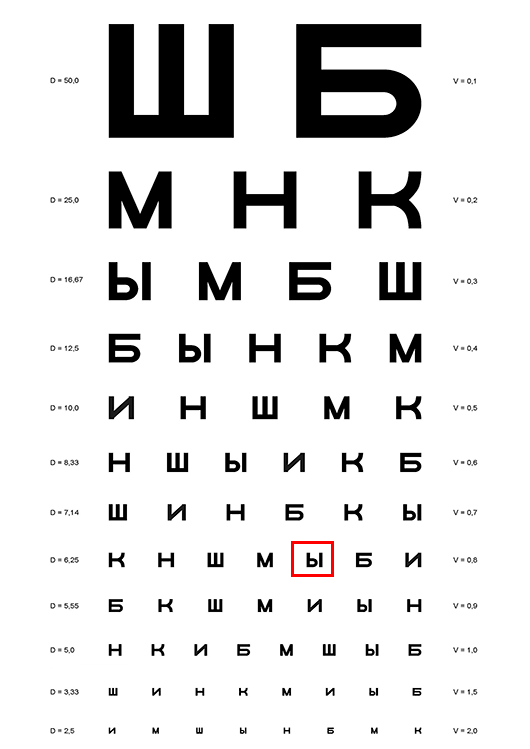 D = 50,0 Ш Б V = 0,1
D = 25,0 М Н К V = 0,2
D = 16,67 Ы М Б Ш V = 0,3
D = 12,5 Б Ы Н К М V = 0,4
D = 10,0 И Н Ш М К V = 0,5
D = 8,33 Н Ш Ы И К Б V = 0,6
D = 7,14 Ш И Н Б К Ы V = 0,7
D = 6,25 К Н Ш М Ы Б И V = 0,8
D = 5,55 Б К Ш М И Ы Н V = 0,9
D = 5,0 Н К И Б М Ш Ы Б V = 1,0
D = 3,33 Ш И Н К М И Ы Б V = 1,5
D = 2,5 И М Ш Ы Н Б М К V = 2,0